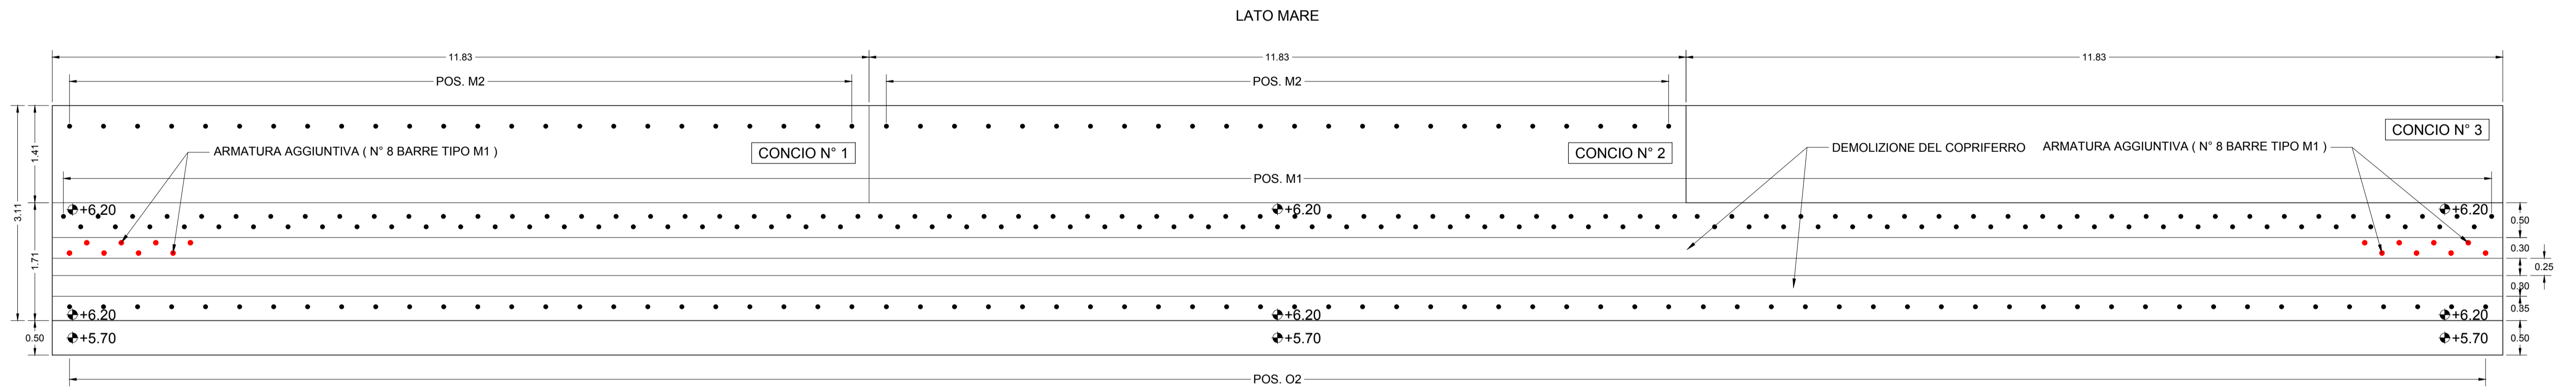 LATO MARE
11.83
11.83
11.83
POS. M2
POS. M2
CONCIO N° 3
1.41
ARMATURA AGGIUNTIVA ( N° 8 BARRE TIPO M1 )
CONCIO N° 1
CONCIO N° 2
DEMOLIZIONE DEL COPRIFERRO
ARMATURA AGGIUNTIVA ( N° 8 BARRE TIPO M1 )
POS. M1
3.11
+6.20
+6.20
+6.20
0.50
1.71
0.30
0.25
0.30
0.35
+6.20
+6.20
+6.20
0.50
+5.70
+5.70
+5.70
0.50
POS. O2